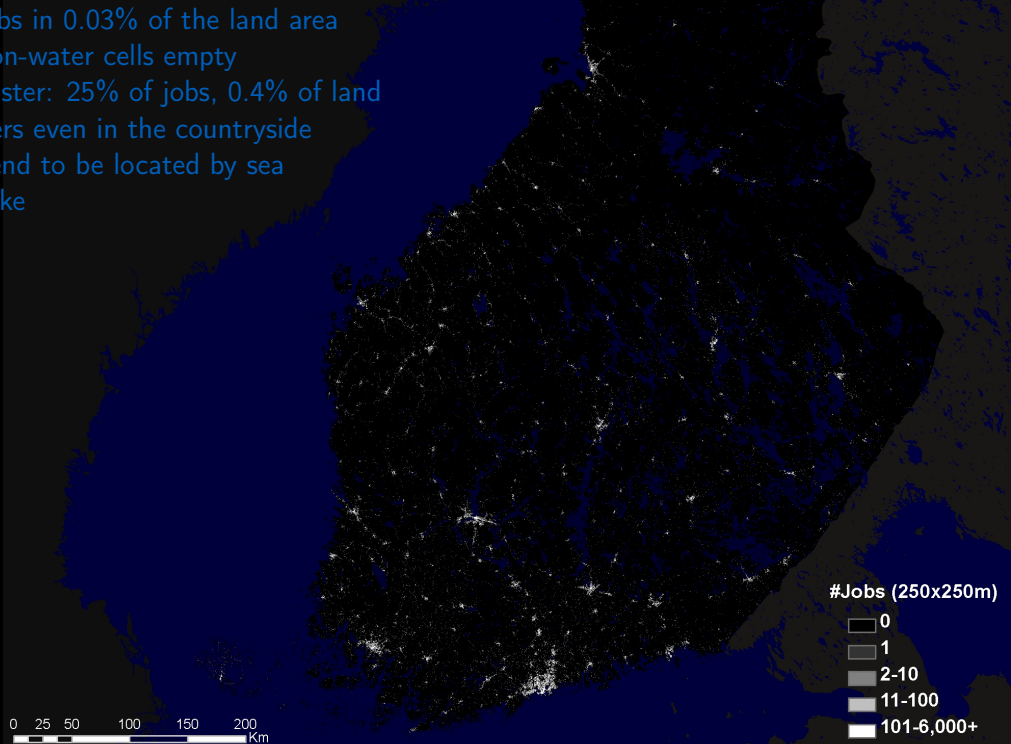 bs in 0.03% of the land area
on-water cells empty
ster: 25% of jobs, 0.4% of land
ers even in the countryside
end to be located by sea
ke
#Jobs (250x250m)
0
1
2-10
11-100
101-6,000+
0 25 50 100 150 200
Km